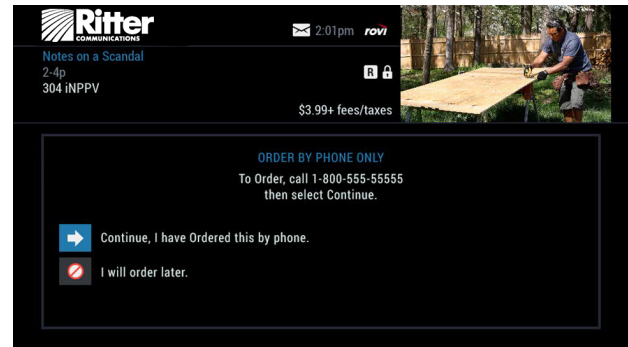 Ritter
COMMUNICATIONS
2:01pm rovi
Notes on a Scandal
2-4p
R
304 iNPPV
$3.99+ fees/taxes
ORDER BY PHONE ONLY
To Order, call 1-800-555-55555
then select Continue.
Continue, I have Ordered this by phone.
I will order later.